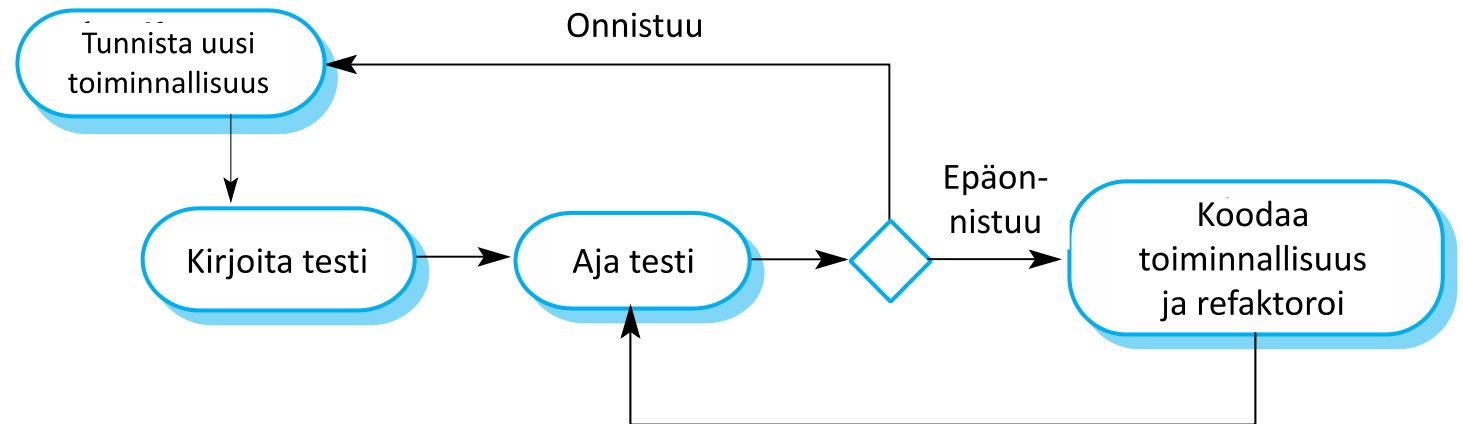 Tunnista uusi
toiminnallisuus
Onnistuu
Kirjoita testi
Aja testi
Epäon-
nistuu
Koodaa
toiminnallisuus
ja refaktoroi